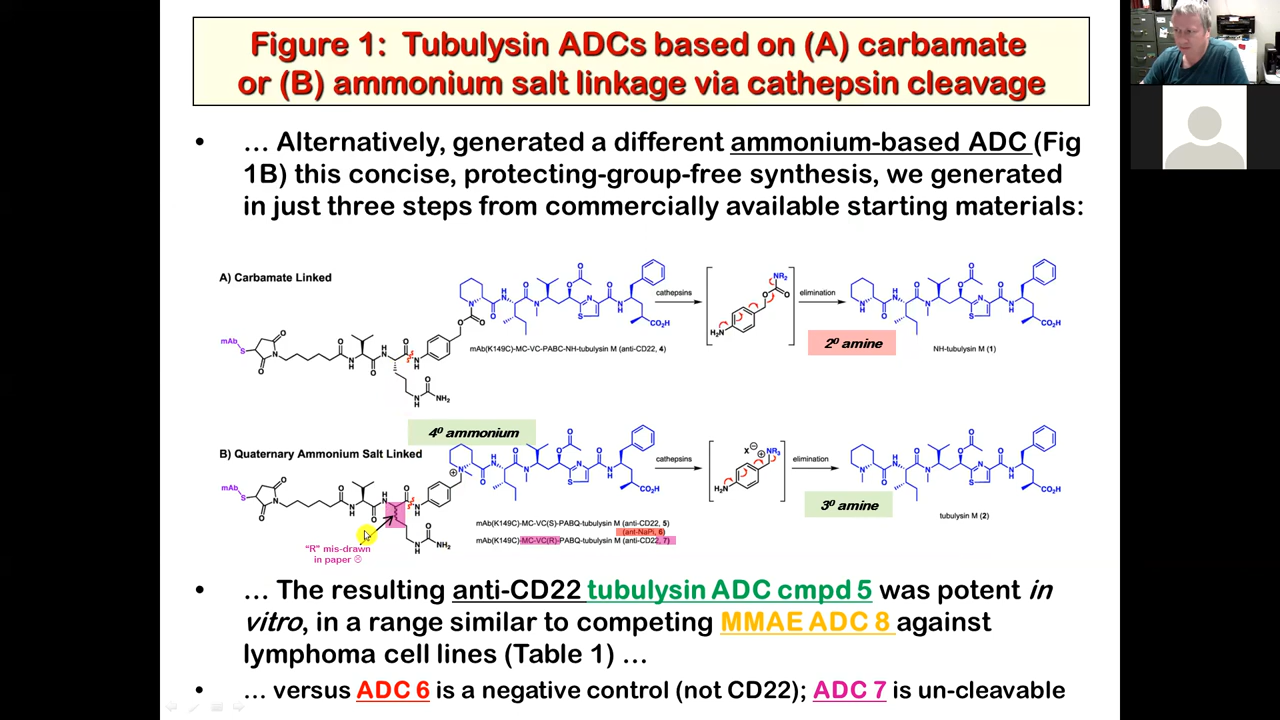 Figure 1: Tubulysin ADCs based on (A) carbamate
or (B) ammonium salt linkage via cathepsin cleavage
• … Alternatively, generated a different ammonium-based ADC (Fig
1B) this concise, protecting-group-free synthesis, we generated
in just three steps from commercially available starting materials:
A) Carbamate Linked
mAb
cathepsins
elimination
2⁰ amine
mAb(K149C)-MC-VC-PABC-NH-tubulysin M (anti-CD22, 4)
NH-tubulysin M (1)
4⁰ ammonium
B) Quaternary Ammonium Salt Linked
mAb
cathepsins
elimination
3⁰ amine
mAb(K149C)-MC-VC(S)-PABQ-tubulysin M (anti-CD22, 5)
(anti-NaPi, 6)
mAb(K149C)-MC-VC(R)-PABQ-tubulysin M (anti-CD22, 7)
tubulysin M (2)
"R" mis-drawn
in paper
• … The resulting anti-CD22 tubulysin ADC cmpd 5 was potent in
vitro, in a range similar to competing MMAE ADC 8 against
lymphoma cell lines (Table 1) …
• … versus ADC 6 is a negative control (not CD22); ADC 7 is un-cleavable